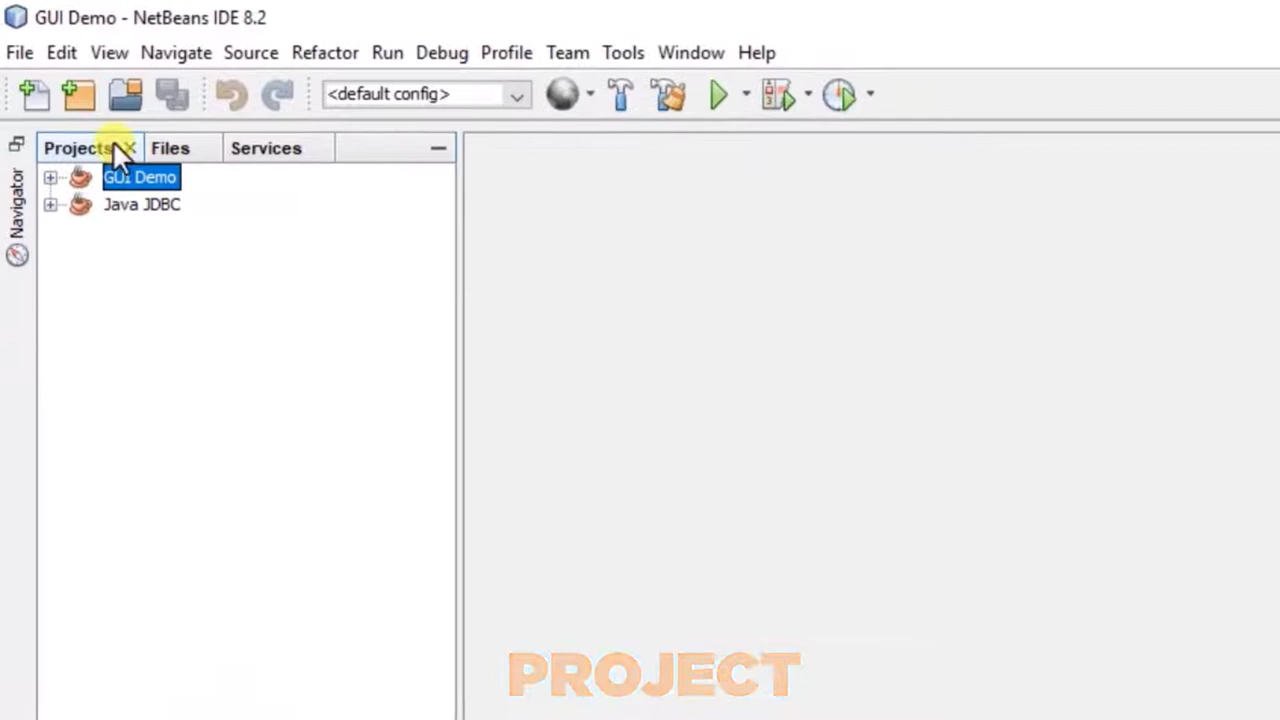 GUI Demo - NetBeans IDE 8.2
File Edit View Navigate Source Refactor Run Debug Profile Team Tools Window Help
<default config>
Projects Files Services
GUI Demo
Java JDBC
Navigator
PROJECT